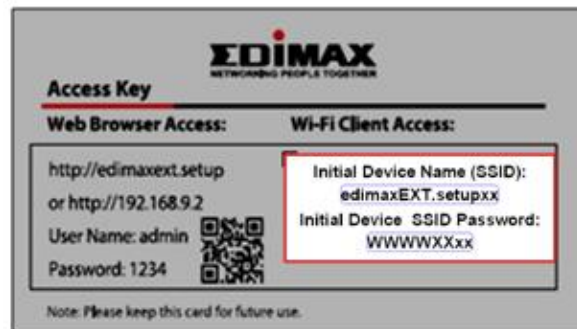 EDiMAX
NETWORKING PEOPLE TOGETHER
Access Key
Web Browser Access:
http://edimaxext.setup
or http://192.168.9.2
User Name: admin
Password: 1234
Wi-Fi Client Access:
Initial Device Name (SSID):
edimaxEXT.setupxx
Initial Device SSID Password:
WWWWXXxx
Note: Please keep this card for future use.